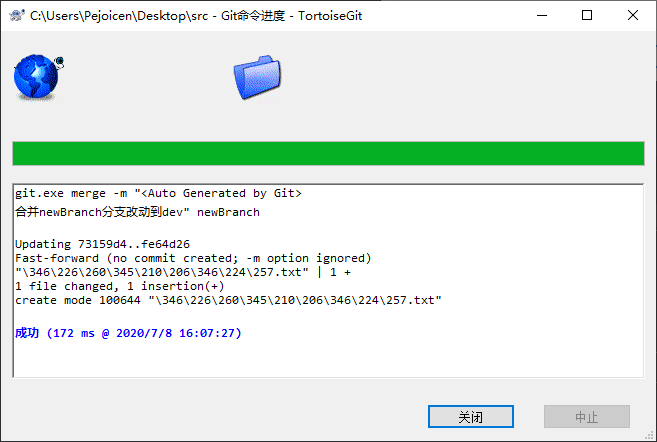 C:\Users\Pejoicen\Desktop\src - Git命令进度 - TortoiseGit
git.exe merge -m "<Auto Generated by Git>
合并newBranch分支改动到dev" newBranch
Updating 73159d4..fe64d26
Fast-forward (no commit created; -m option ignored)
"\346\226\260\345\210\206\346\224\257.txt" | 1 +
1 file changed, 1 insertion(+)
create mode 100644 "\346\226\260\345\210\206\346\224\257.txt"
成功 (172 ms @ 2020/7/8 16:07:27)
关闭 中止